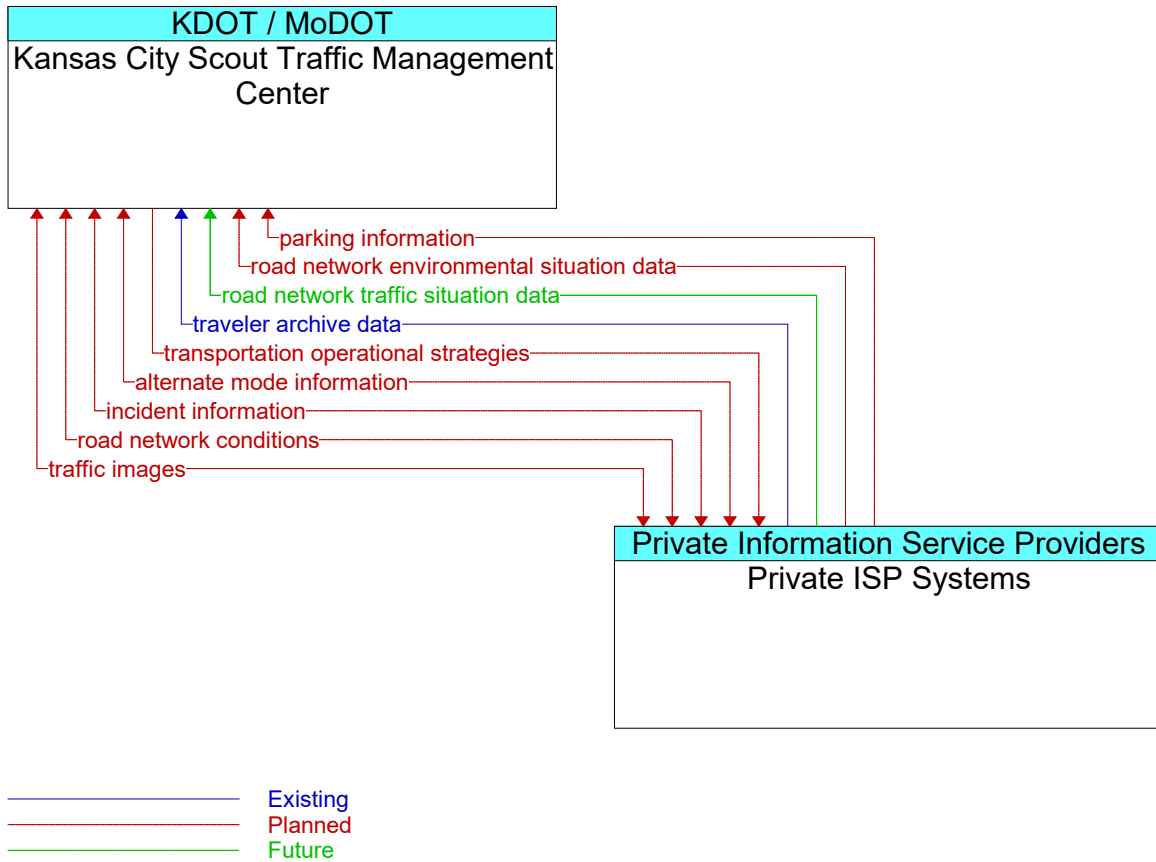 KDOT / MoDOT
Kansas City Scout Traffic Management
Center
parking information
road network environmental situation data
road network traffic situation data
traveler archive data
transportation operational strategies
alternate mode information
incident information
road network conditions
traffic images
Private Information Service Providers
Private ISP Systems
Existing
Planned
Future